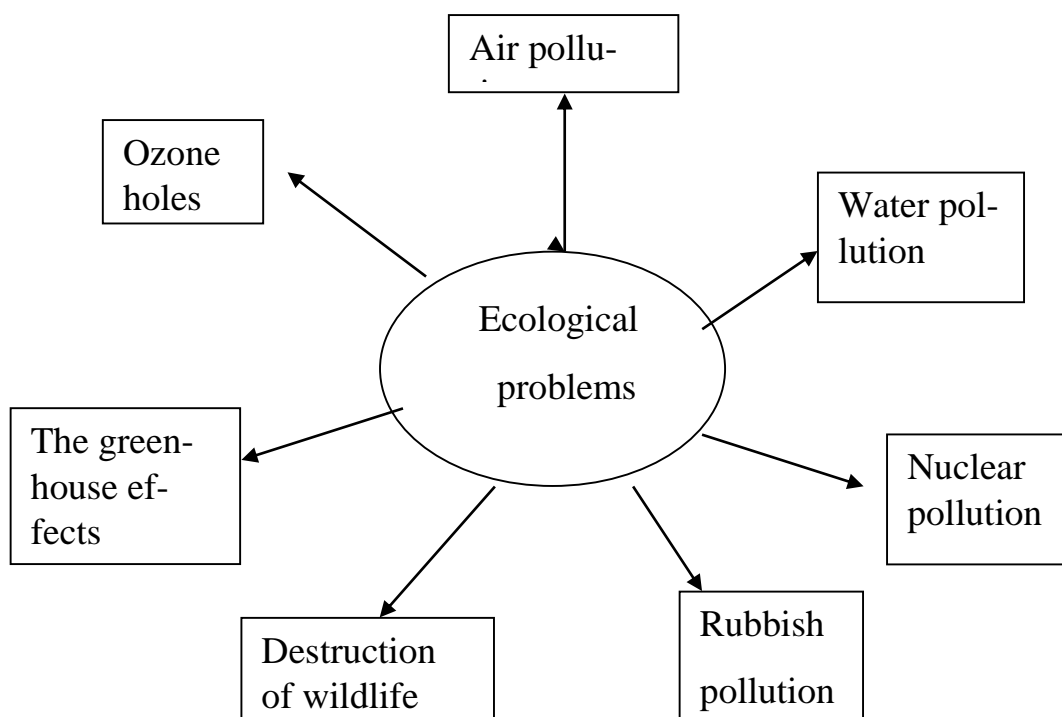 Air pollu-
Ozone
holes
Water pol-
lution
Ecological
problems
The green-
house ef-
fects
Nuclear
pollution
Destruction
of wildlife
Rubbish
pollution